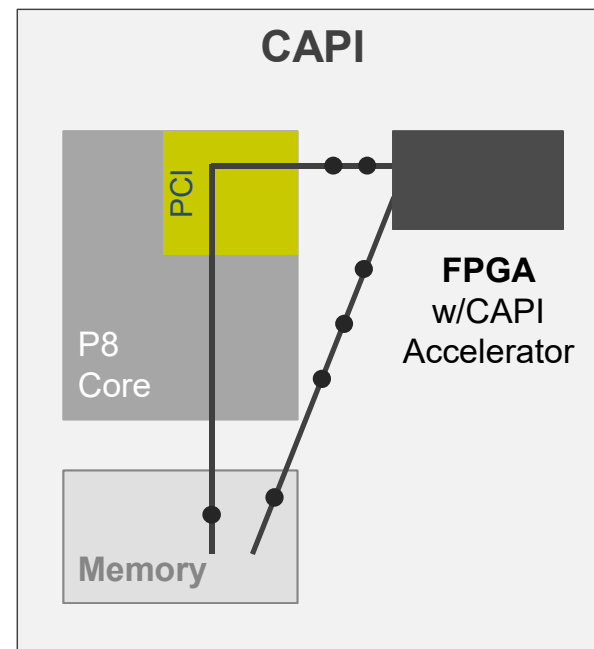 CAPI
PCI
P8
Core
FPGA
w/CAPI
Accelerator
Memory